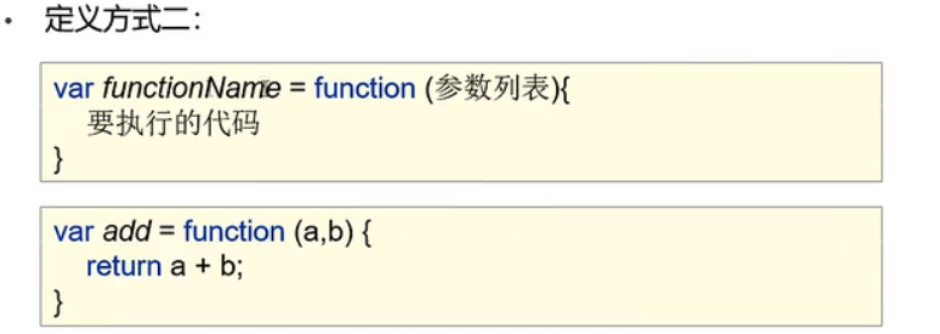 • 定义方式二：
var functionName = function (参数列表){
要执行的代码
}
var add = function (a,b) {
return a + b;
}